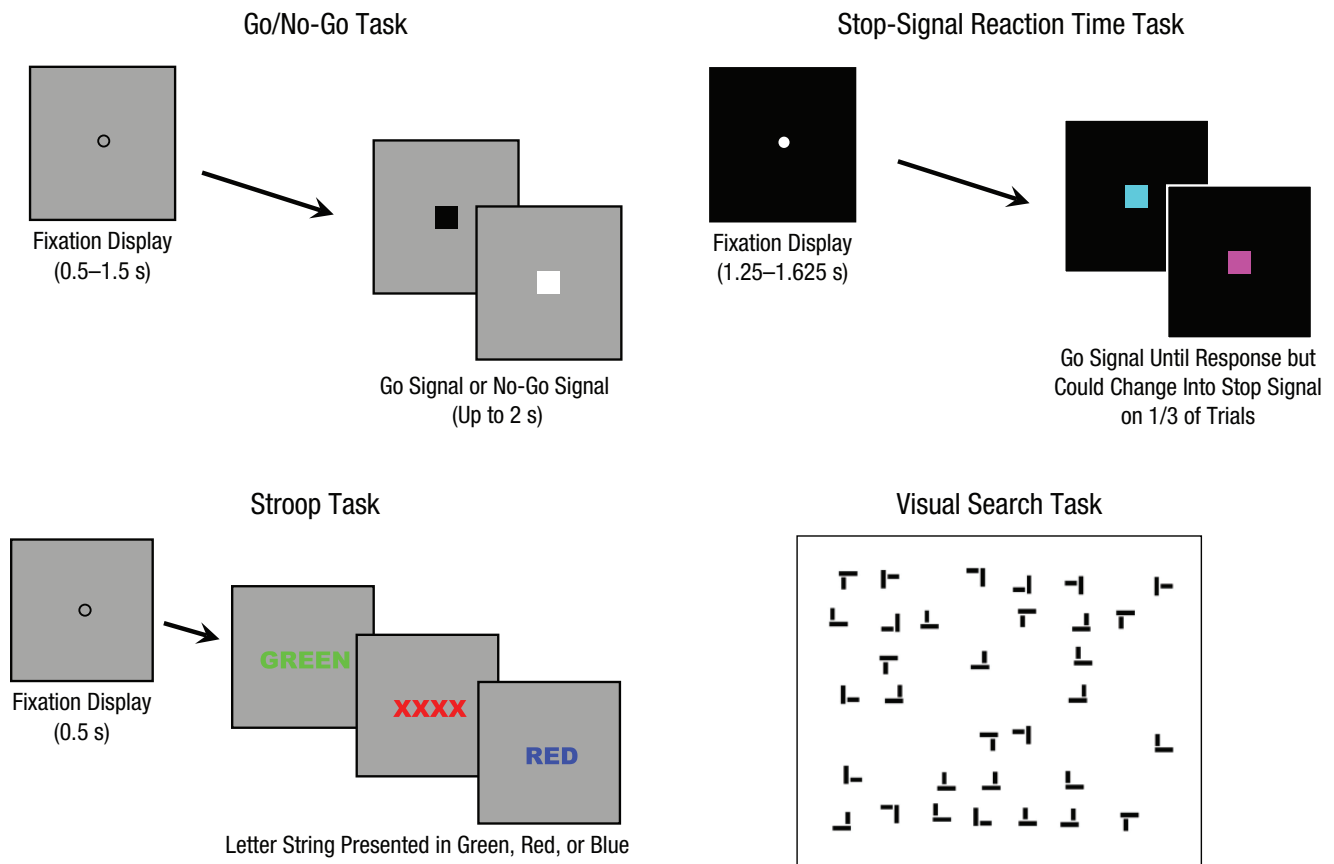 Go/No-Go Task
Fixation Display
(0.5–1.5 s)
Go Signal or No-Go Signal
(Up to 2 s)
Stop-Signal Reaction Time Task
Fixation Display
(1.25–1.625 s)
Go Signal Until Response but
Could Change Into Stop Signal
on 1/3 of Trials
Stroop Task
Fixation Display
(0.5 s)
GREEN
XXXX
RED
Letter String Presented in Green, Red, or Blue
Visual Search Task